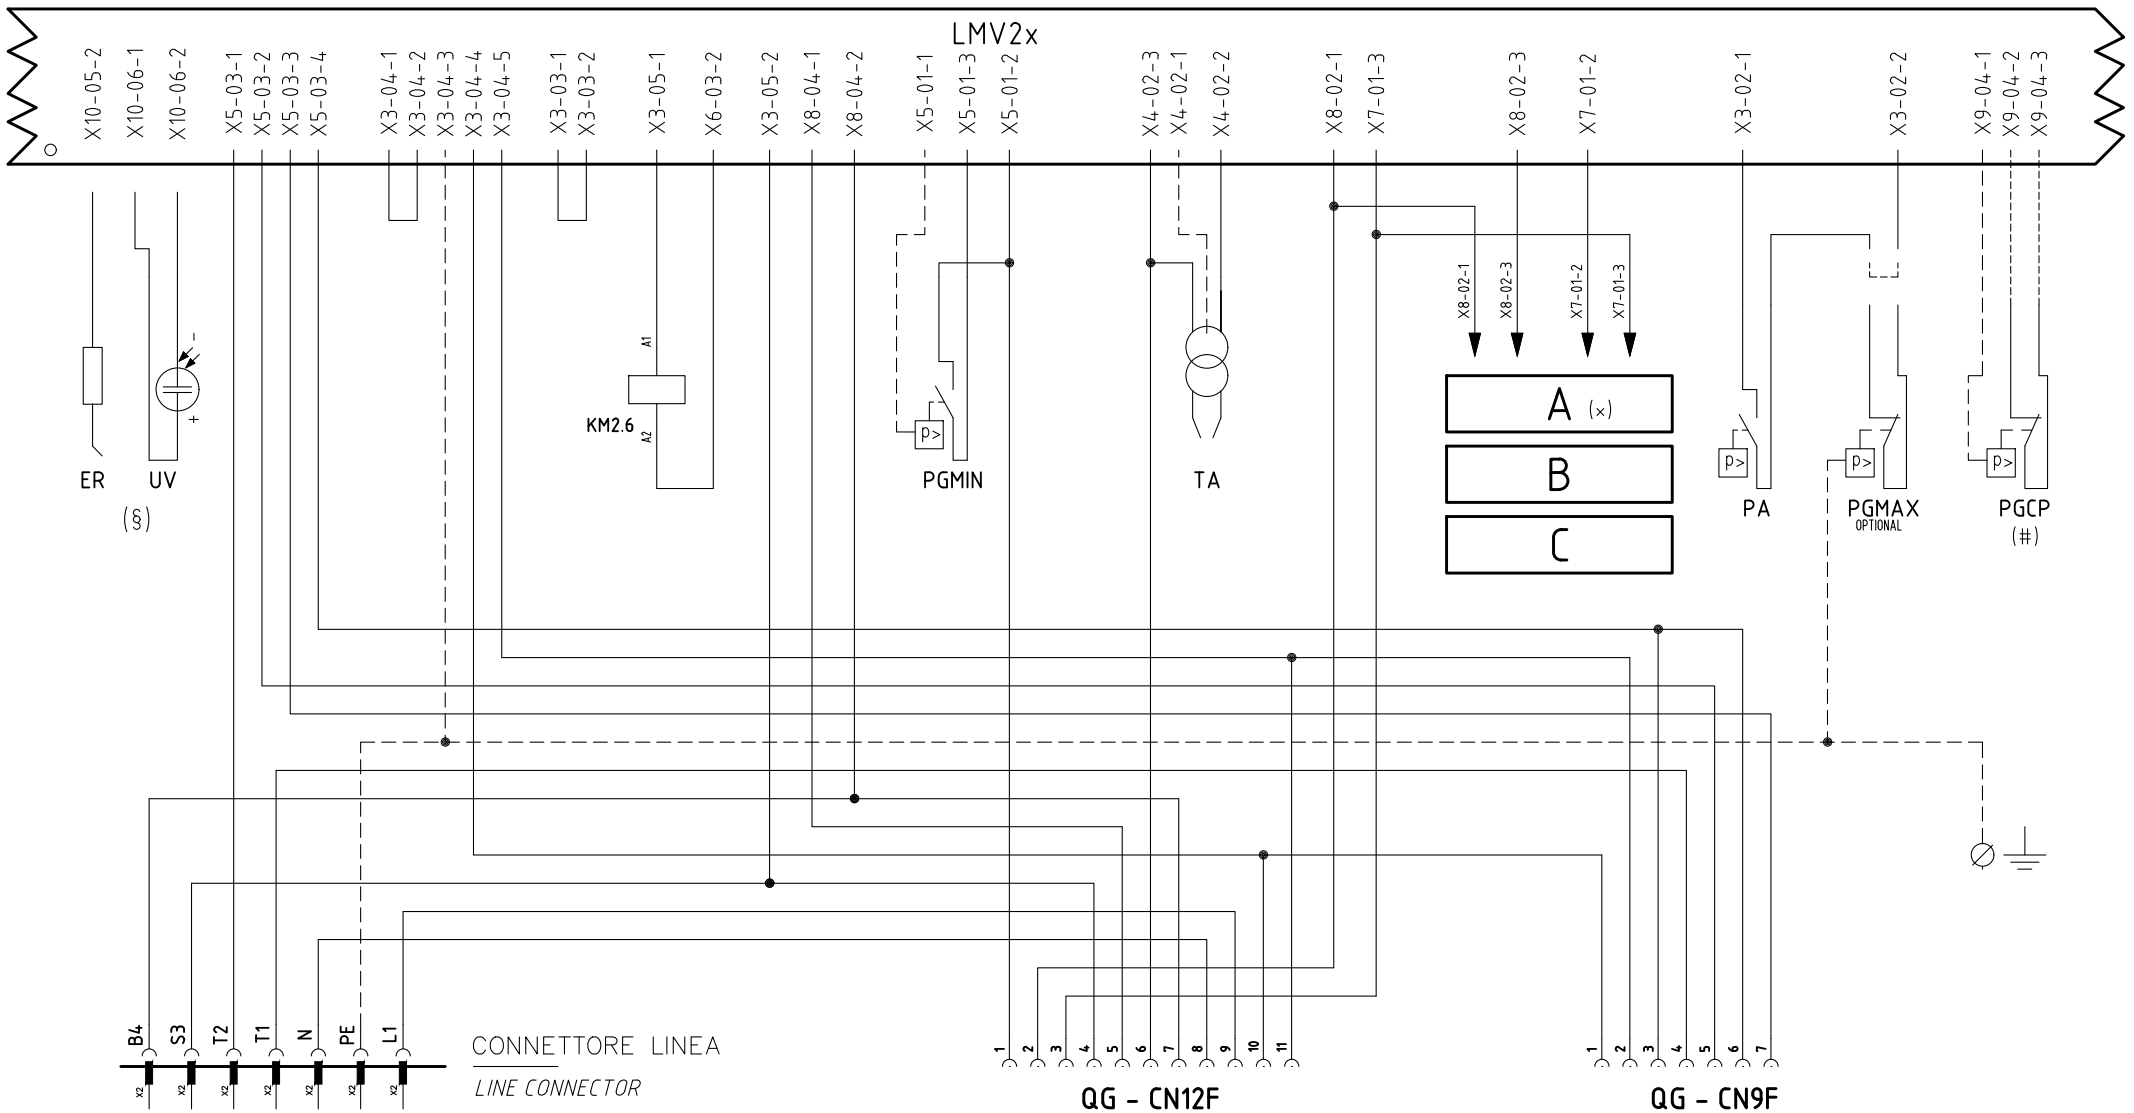 LMV2x
X10-05-2
X10-06-1
X10-06-2
X5-03-1
X5-03-2
X5-03-3
X5-03-4
X3-04-1
X3-04-2
X3-04-3
X3-04-4
X3-04-5
X3-03-1
X3-03-2
X3-05-1
X6-03-2
X3-05-2
X8-04-1
X8-04-2
X5-01-1
X5-01-3
X5-01-2
X4-02-3
X4-02-1
X4-02-2
X8-02-1
X7-01-3
X8-02-3
X7-01-2
X3-02-1
X3-02-2
X9-04-1
X9-04-2
X9-04-3
X8-02-1
X8-02-3
X7-01-2
X7-01-3
-
+
A1
A2
KM2.6
p>
A (x)
B
C
p>
p>
p>
ER
UV
(§)
PGMIN
TA
PA
PGMAX
OPTIONAL
PGCP
(#)
B4
S3
T2
T1
N
PE
L1
X2
X2
X2
X2
X2
X2
X2
CONNETTORE LINEA
LINE CONNECTOR
1
2
3
4
5
6
7
8
9
10
11
QG - CN12F
1
2
3
4
5
6
7
QG - CN9F